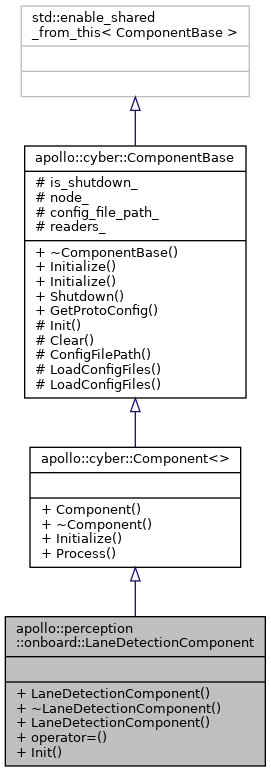 std::enable_shared
_from_this< ComponentBase >
apollo::cyber::ComponentBase
# is_shutdown_
# node_
# config_file_path_
# readers_
+ ~ComponentBase()
+ Initialize()
+ Initialize()
+ Shutdown()
+ GetProtoConfig()
# Init()
# Clear()
# ConfigFilePath()
# LoadConfigFiles()
# LoadConfigFiles()
apollo::cyber::Component<>
+ Component()
+ ~Component()
+ Initialize()
+ Process()
apollo::perception
::onboard::LaneDetectionComponent
+ LaneDetectionComponent()
+ ~LaneDetectionComponent()
+ LaneDetectionComponent()
+ operator=()
+ Init()